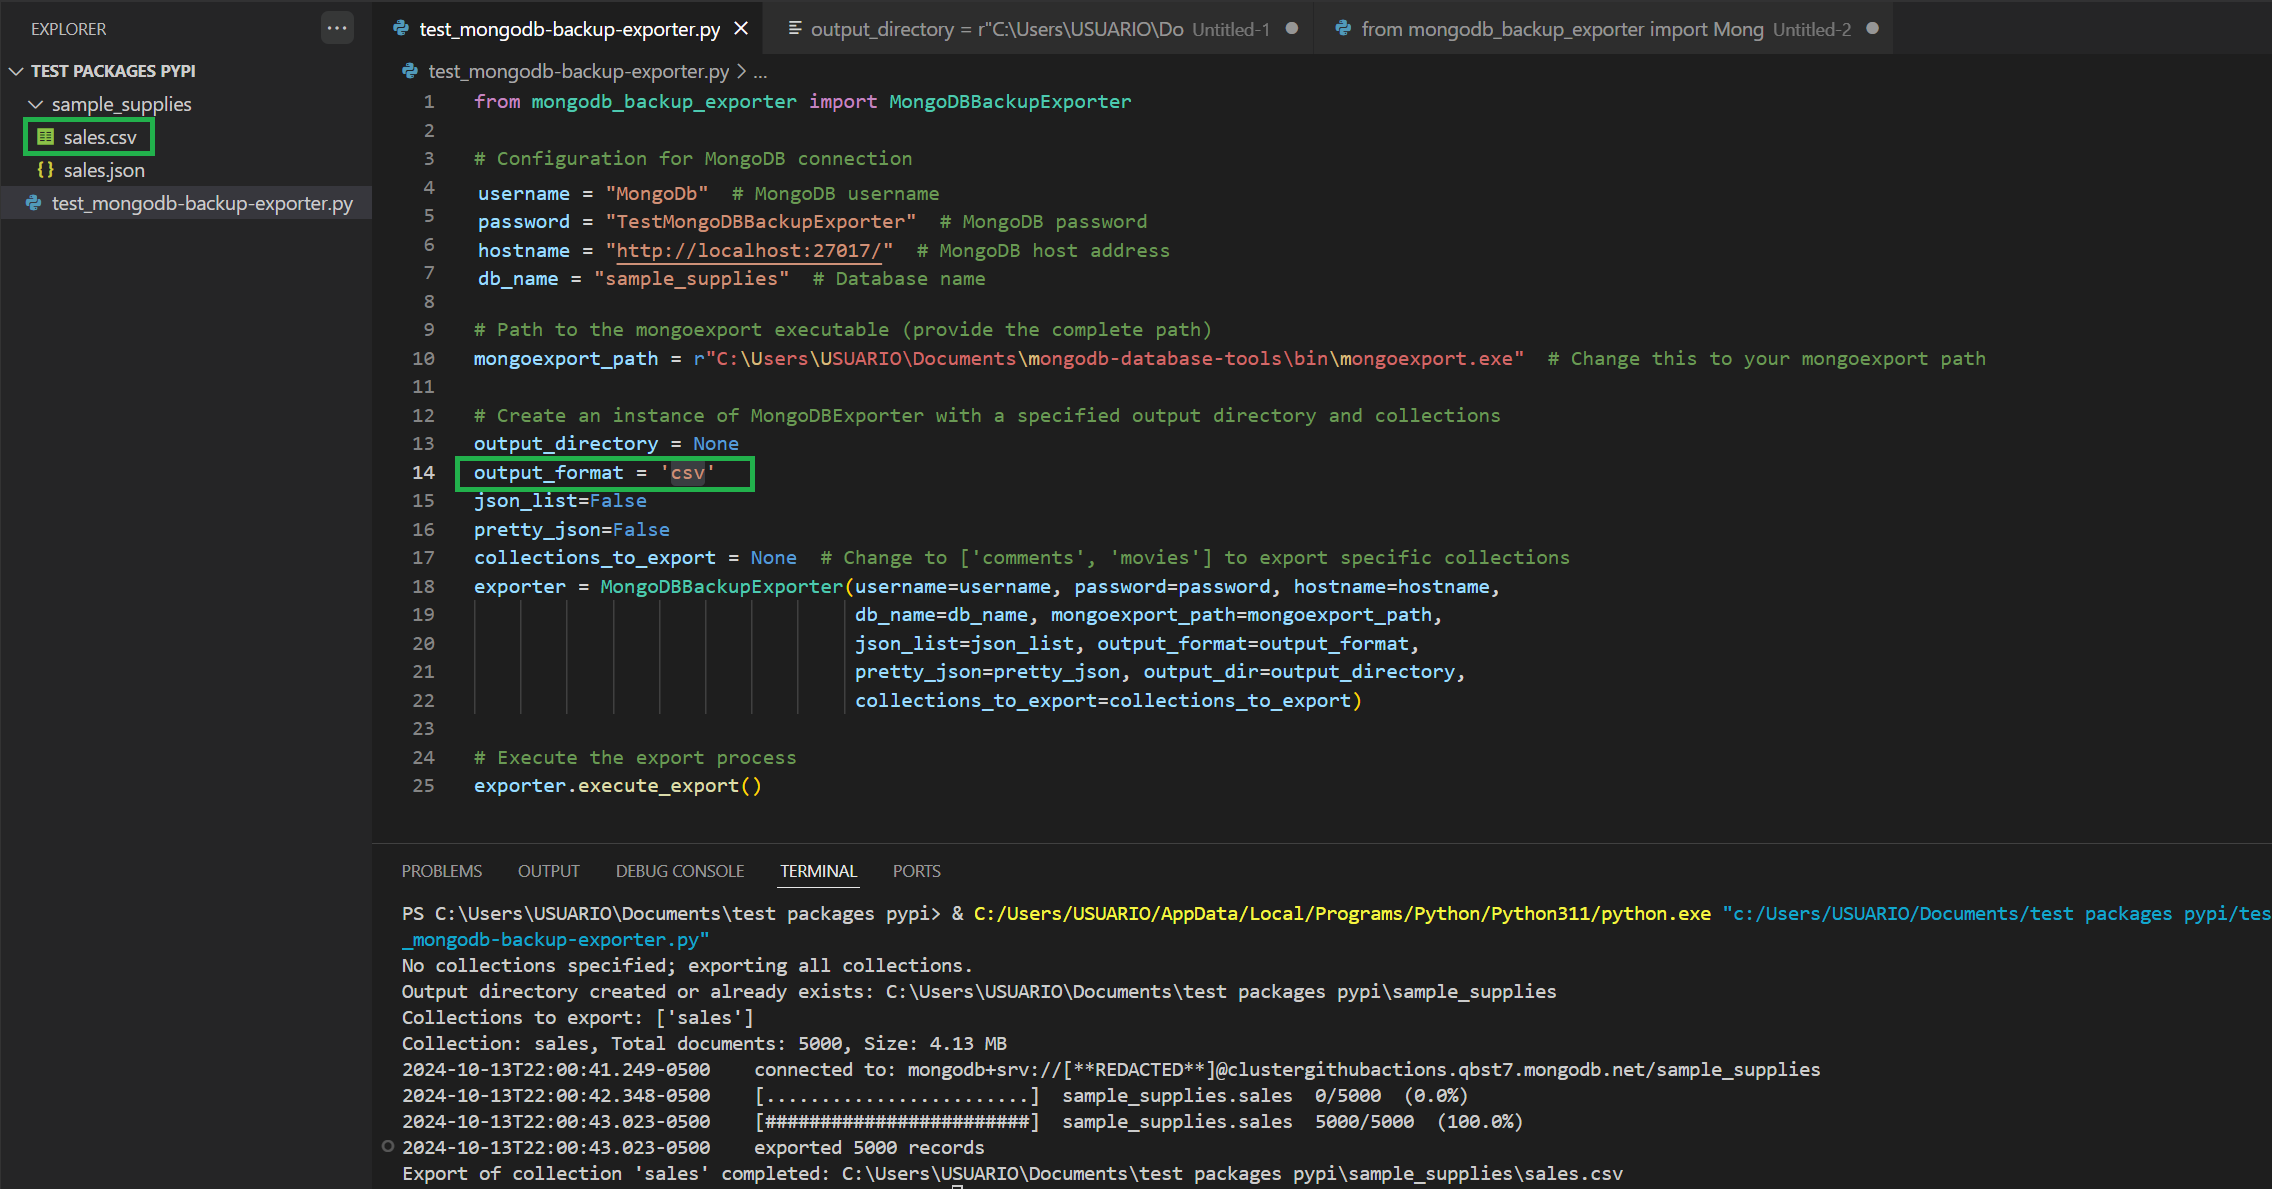 EXPLORER
TEST PACKAGES PYPI
sample_supplies
sales.csv
sales.json
test_mongodb-backup-exporter.py
test_mongodb-backup-exporter.py
output_directory = r"C:\Users\USUARIO\Do Untitled-1
from mongodb_backup_exporter import Mong Untitled-2
test_mongodb-backup-exporter.py > ...
1 from mongodb_backup_exporter import MongoDBBackupExporter
2
3 # Configuration for MongoDB connection
4 username = "MongoDb"  # MongoDB username
5 password = "TestMongoDBBackupExporter"  # MongoDB password
6 hostname = "http://localhost:27017/"  # MongoDB host address
7 db_name = "sample_supplies"  # Database name
8
9 # Path to the mongoexport executable (provide the complete path)
10 mongoexport_path = r"C:\Users\USUARIO\Documents\mongodb-database-tools\bin\mongoexport.exe"  # Change this to your mongoexport path
11
12 # Create an instance of MongoDBExporter with a specified output directory and collections
13 output_directory = None
14 output_format = 'csv'
15 json_list=False
16 pretty_json=False
17 collections_to_export = None  # Change to ['comments', 'movies'] to export specific collections
18 exporter = MongoDBBackupExporter(username=username, password=password, hostname=hostname,
19 db_name=db_name, mongoexport_path=mongoexport_path,
20 json_list=json_list, output_format=output_format,
21 pretty_json=pretty_json, output_dir=output_directory,
22 collections_to_export=collections_to_export)
23
24 # Execute the export process
25 exporter.execute_export()
PROBLEMS OUTPUT DEBUG CONSOLE TERMINAL PORTS
PS C:\Users\USUARIO\Documents\test packages pypi> & C:/Users/USUARIO/AppData/Local/Programs/Python/Python311/python.exe "c:/Users/USUARIO/Documents/test packages pypi/tes
_mongodb-backup-exporter.py"
No collections specified; exporting all collections.
Output directory created or already exists: C:\Users\USUARIO\Documents\test packages pypi\sample_supplies
Collections to export: ['sales']
Collection: sales, Total documents: 5000, Size: 4.13 MB
2024-10-13T22:00:41.249-0500    connected to: mongodb+srv://[**REDACTED**]@clustergithubactions.qbst7.mongodb.net/sample_supplies
2024-10-13T22:00:42.348-0500    [........................]  sample_supplies.sales  0/5000  (0.0%)
2024-10-13T22:00:43.023-0500    [########################]  sample_supplies.sales  5000/5000  (100.0%)
2024-10-13T22:00:43.023-0500    exported 5000 records
Export of collection 'sales' completed: C:\Users\USUARIO\Documents\test packages pypi\sample_supplies\sales.csv